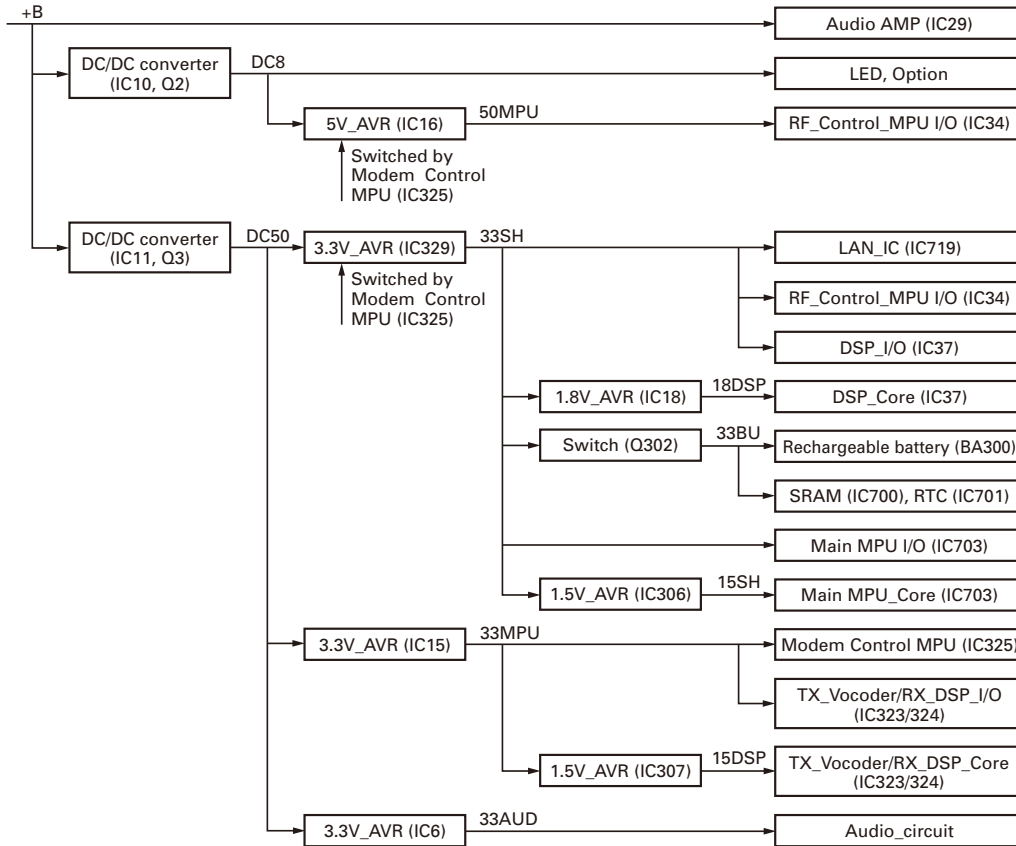 +B
Audio AMP (IC29)
DC/DC converter
(IC10, Q2)
DC8
LED, Option
5V_AVR (IC16)
50MPU
RF_Control_MPU I/O (IC34)
Switched by
Modem Control
MPU (IC325)
DC/DC converter
(IC11, Q3)
DC50
3.3V_AVR (IC329)
33SH
LAN_IC (IC719)
Switched by
Modem Control
MPU (IC325)
RF_Control_MPU I/O (IC34)
DSP_I/O (IC37)
1.8V_AVR (IC18)
18DSP
DSP_Core (IC37)
Switch (Q302)
33BU
Rechargeable battery (BA300)
SRAM (IC700), RTC (IC701)
Main MPU I/O (IC703)
1.5V_AVR (IC306)
15SH
Main MPU_Core (IC703)
3.3V_AVR (IC15)
33MPU
Modem Control MPU (IC325)
TX_Vocoder/RX_DSP_I/O
(IC323/324)
1.5V_AVR (IC307)
15DSP
TX_Vocoder/RX_DSP_Core
(IC323/324)
3.3V_AVR (IC6)
33AUD
Audio_circuit